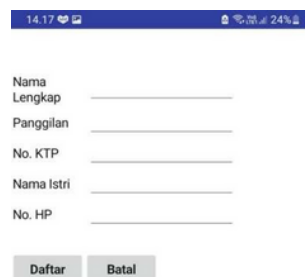 14.17
24%
Nama
Lengkap
Panggilan
No. KTP
Nama Istri
No. HP
Daftar Batal